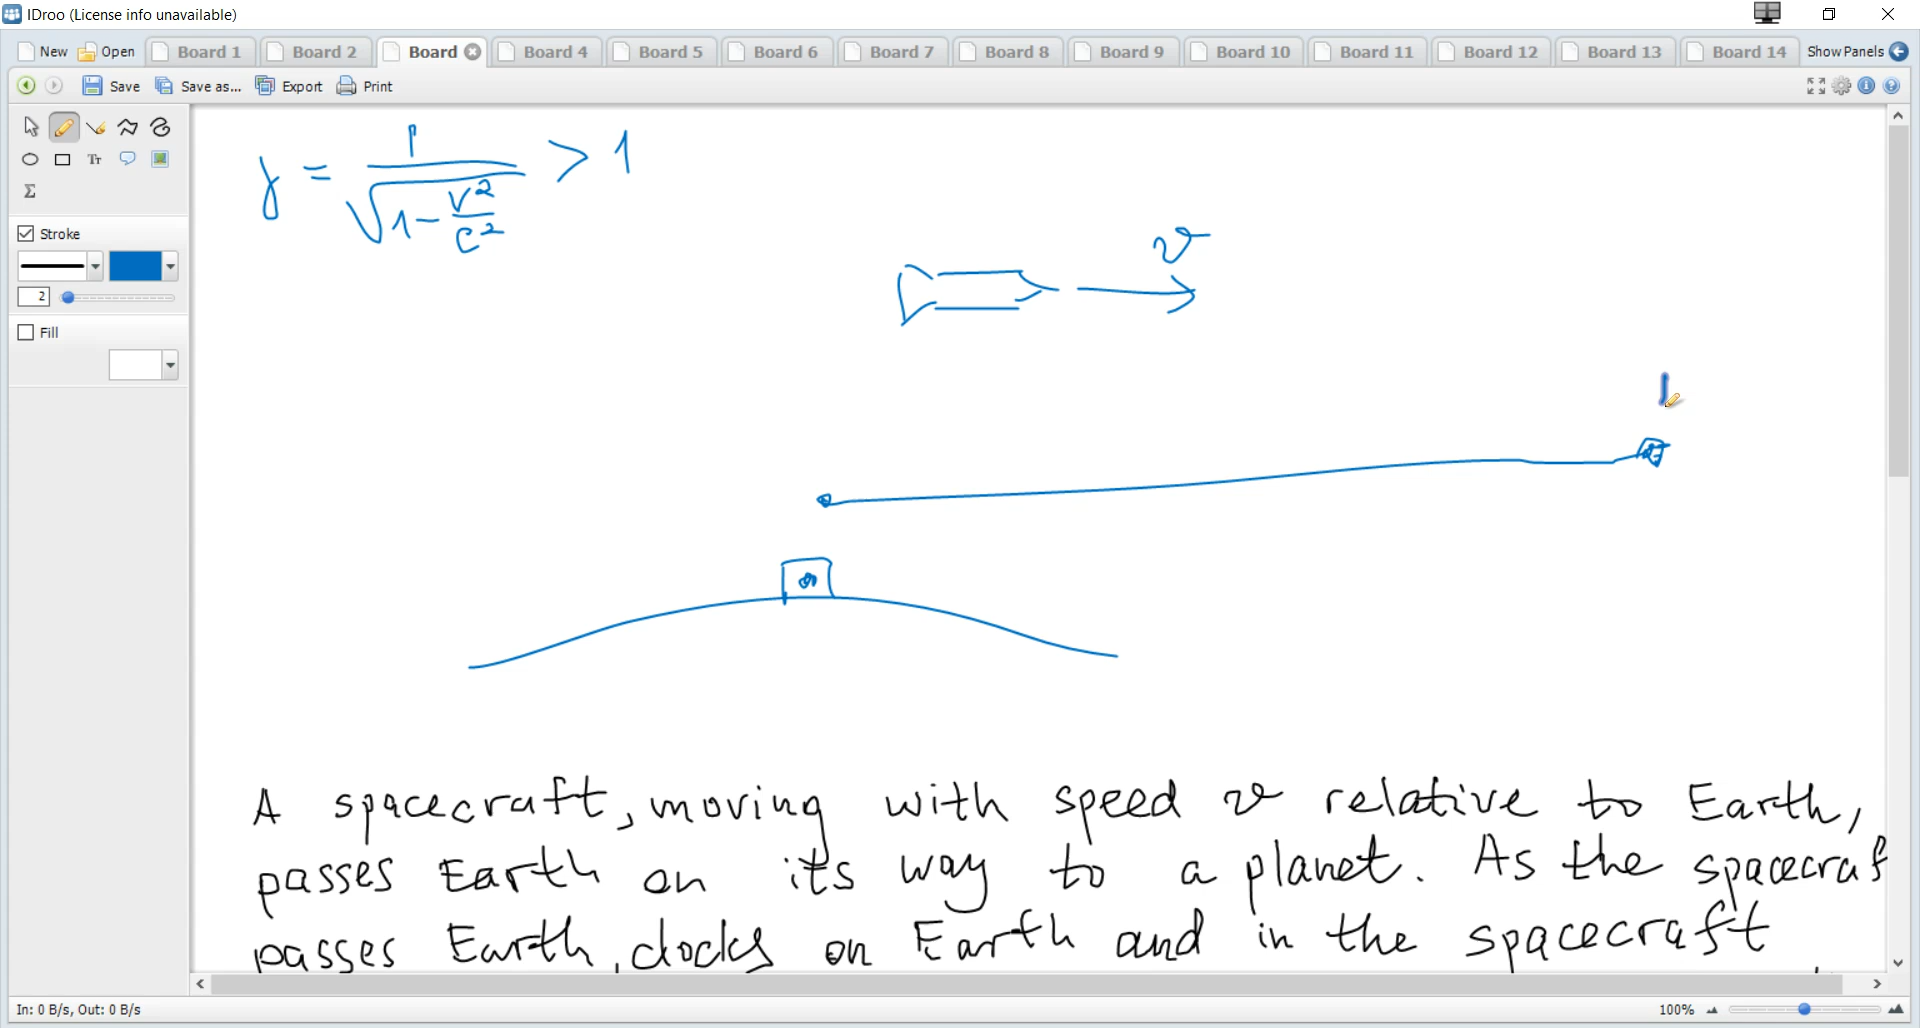 IDroo (License info unavailable)
New Open Board 1 Board 2 Board Board 4 Board 5 Board 6 Board 7 Board 8 Board 9 Board 10 Board 11 Board 12 Board 13 Board 14 Show Panels
Save Save as... Export Print
γ = 1 / √(1 - v²/c²) > 1
Tт
Σ
Stroke
v
2
Fill
A spacecraft, moving with speed v relative to Earth,
passes Earth on its way to a planet. As the spacecraf
passes Earth, clocks on Earth and in the spacecraft
In: 0 B/s, Out: 0 B/s 100%